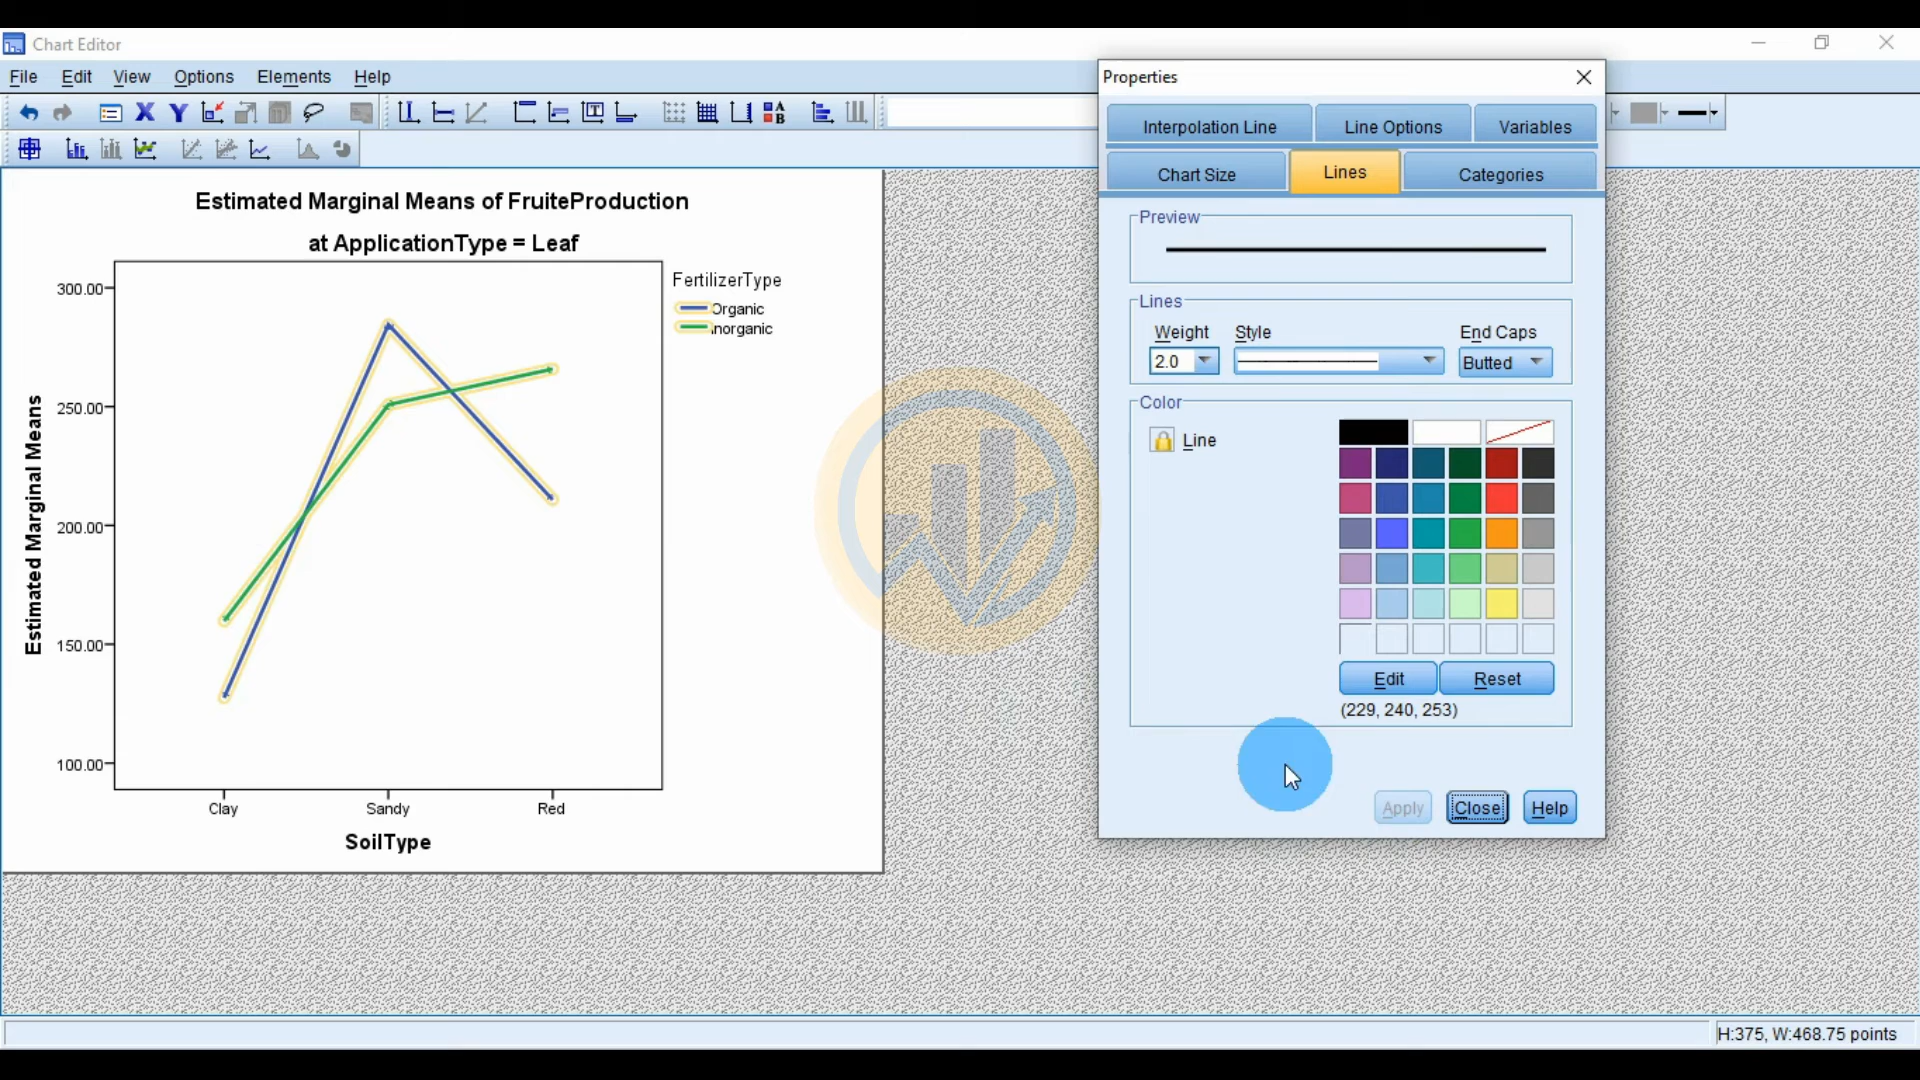 Chart Editor
File Edit View Options Elements Help
X Y
Estimated Marginal Means of FruiteProduction
at ApplicationType = Leaf
FertilizerType
Organic
Inorganic
300.00
250.00
200.00
150.00
100.00
Estimated Marginal Means
Clay Sandy Red
SoilType
Properties
Interpolation Line Line Options Variables
Chart Size Lines Categories
Preview
Lines
Weight Style End Caps
2.0 Butted
Color
Line
Edit Reset
(229, 240, 253)
Apply Close Help
H:375, W:468.75 points